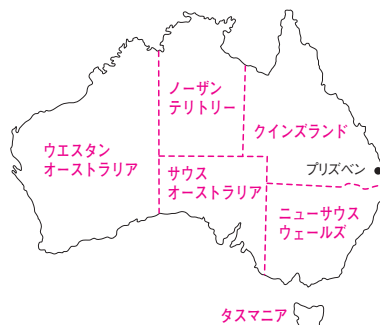 ノーザン
テリトリー
クインズランド
ウエスタン
オーストラリア
プリズベン
サウス
オーストラリア
ニューサウス
ウェールズ
タスマニア